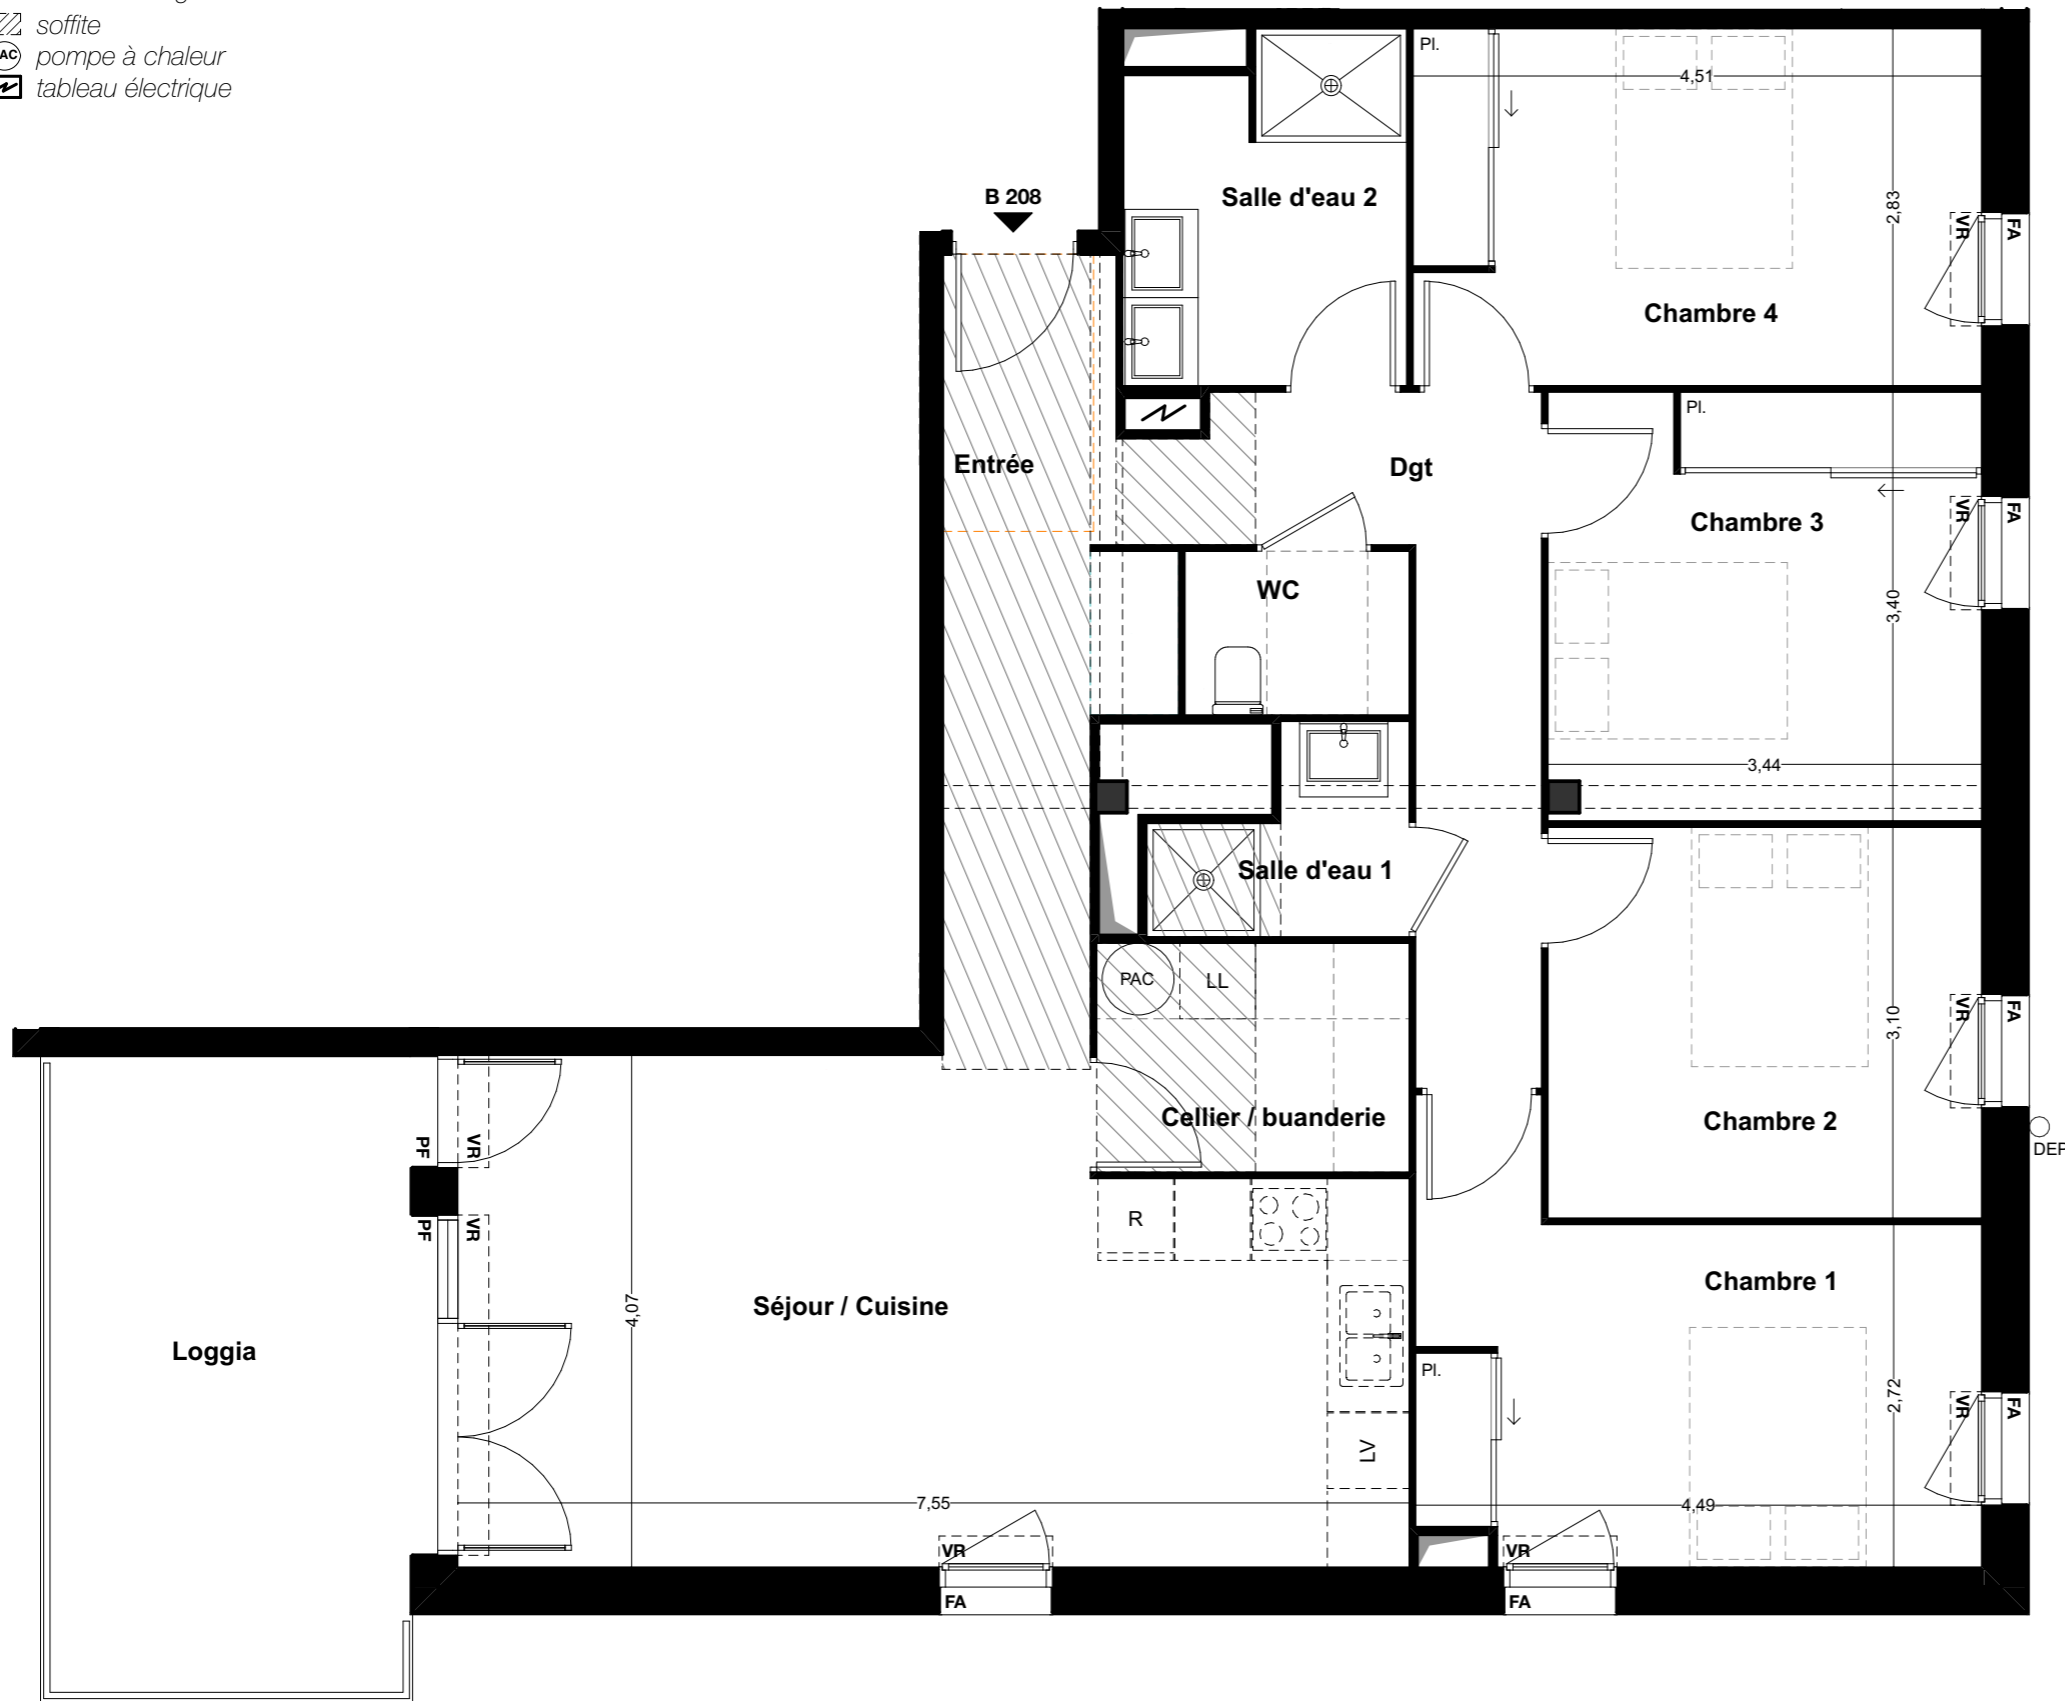 soffite
AC pompe à chaleur
tableau électrique
Pl.
4,51
B 208
Salle d'eau 2
2,83
VR
FA
Chambre 4
Pl.
Entrée
Dgt
Chambre 3
VR
FA
WC
3,40
3,44
Salle d'eau 1
PAC
LL
VR
FA
3,10
Cellier / buanderie
Chambre 2
PF
VR
DEP
PF
VR
R
Chambre 1
Séjour / Cuisine
4,07
Loggia
Pl.
2,72
VR
FA
LV
7,55
4,49
VR
VR
FA
FA